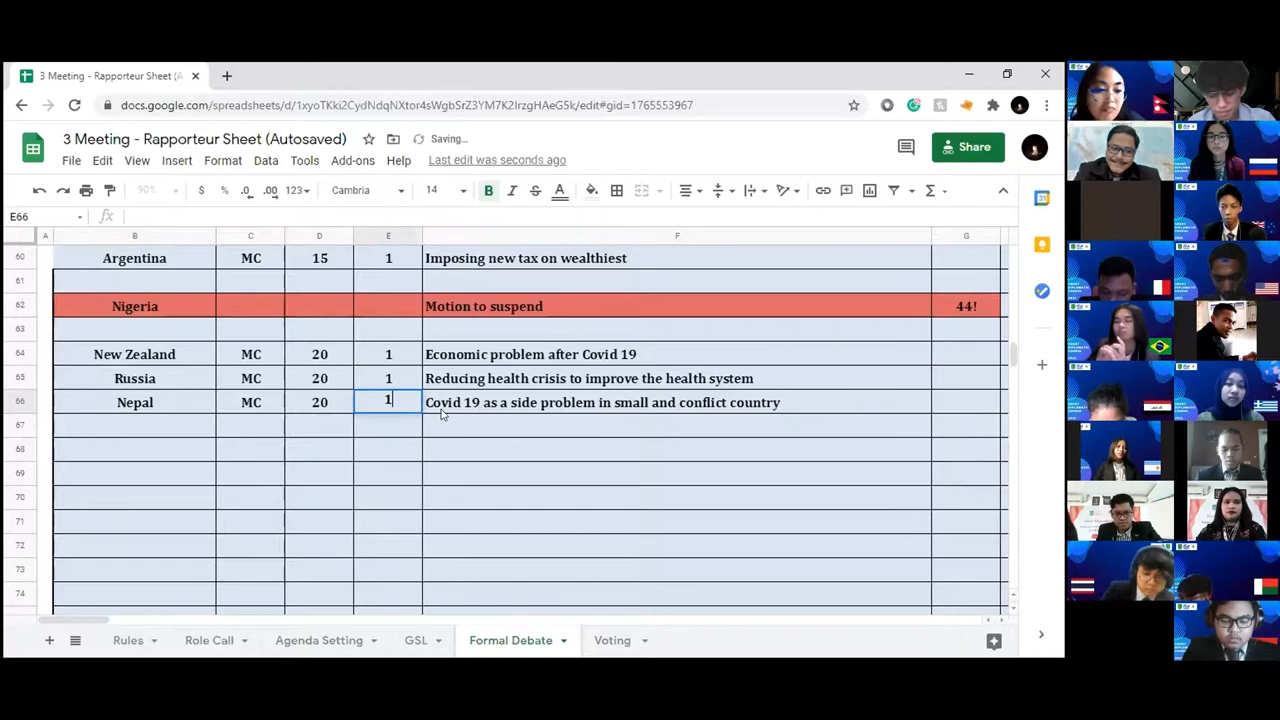 3 Meeting - Rapporteur Sheet (A
docs.google.com/spreadsheets/d/1xyoTKki2CydNdqNXtxr4sWgbSrZ3YM7K2IrzgHAeG5k/edit#gid=1765553967
3 Meeting - Rapporteur Sheet (Autosaved) Saving...
File Edit View Insert Format Data Tools Add-ons Help Last edit was seconds ago
Share
90% $ % .0 .00 123 Cambria 14 B I S A
E66 fx
A B C D E F G
60 Argentina MC 15 1 Imposing new tax on wealthiest
61
62 Nigeria Motion to suspend 44!
63
64 New Zealand MC 20 1 Economic problem after Covid 19
65 Russia MC 20 1 Reducing health crisis to improve the health system
66 Nepal MC 20 1 Covid 19 as a side problem in small and conflict country
67
68
69
70
71
72
73
74
Rules Role Call Agenda Setting GSL Formal Debate Voting